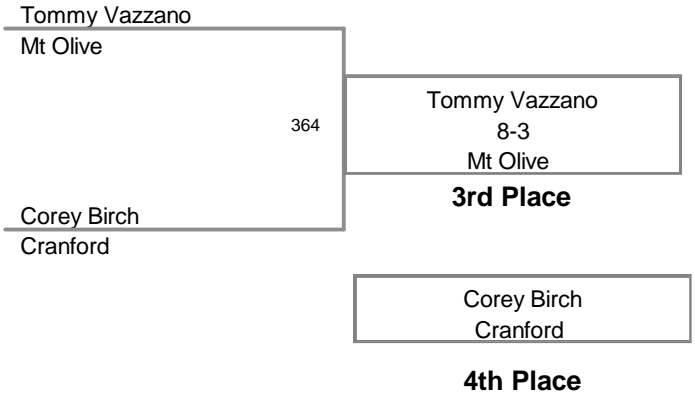 Tommy Vazzano
Mt Olive
364
Tommy Vazzano
8-3
Mt Olive
3rd Place
Corey Birch
Cranford
Corey Birch
Cranford
4th Place